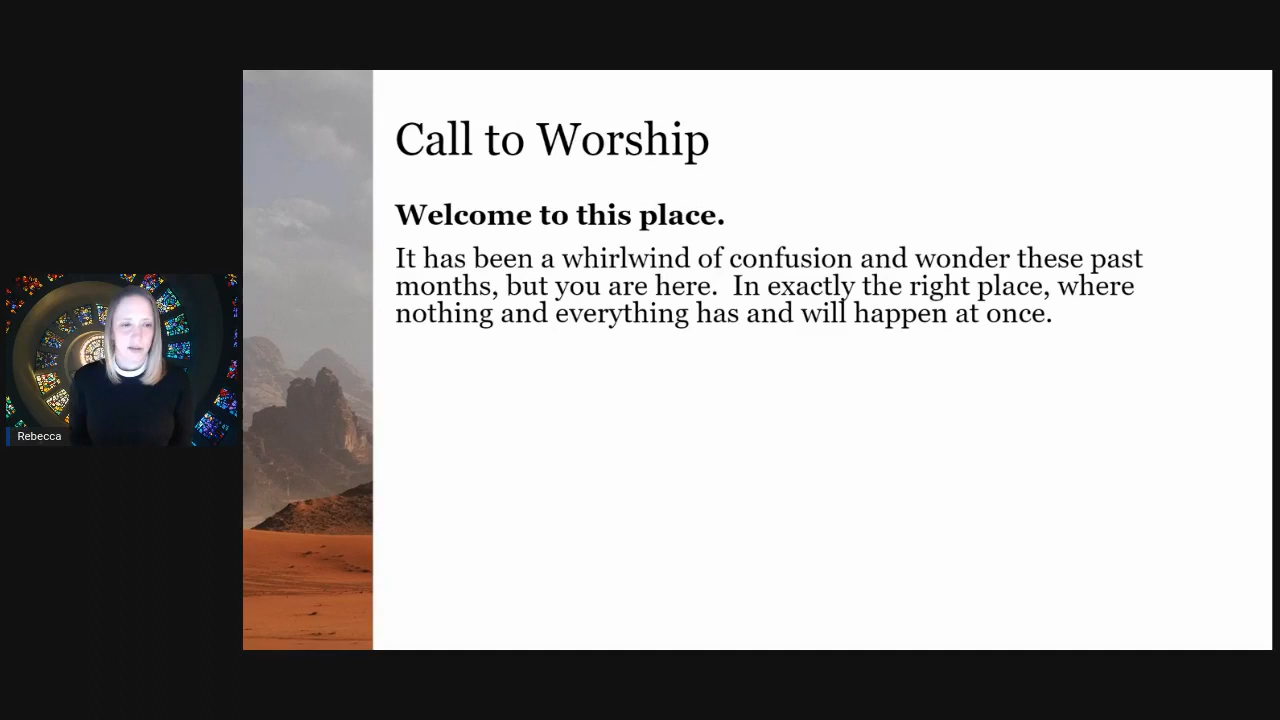 Call to Worship
Welcome to this place.
It has been a whirlwind of confusion and wonder these past
months, but you are here.  In exactly the right place, where
nothing and everything has and will happen at once.
Rebecca